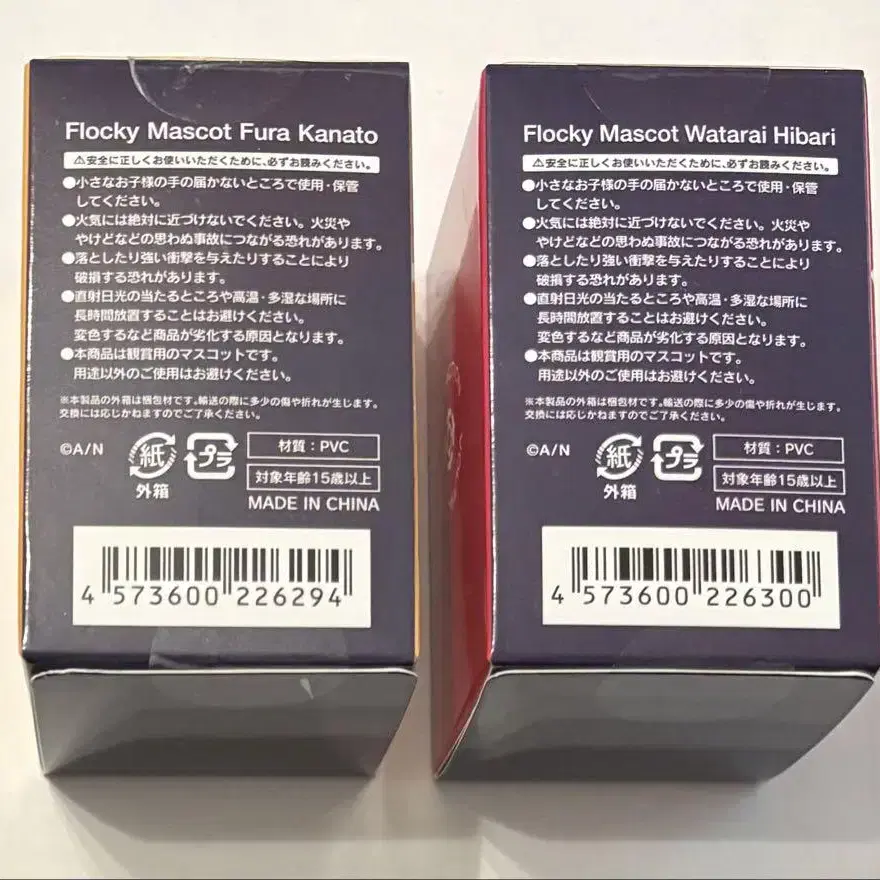 Flocky Mascot Fura Kanato
⚠安全に正しくお使いいただくために、必ずお読みください。
●小さなお子様の手の届かないところで使用・保管
してください。
●火気には絶対に近づけないでください。火災や
やけどなどの思わぬ事故につながる恐れがあります。
●落としたり強い衝撃を与えたりすることにより
破損する恐れがあります。
●直射日光の当たるところや高温・多湿な場所に
長時間放置することはお避けください。
変色するなど商品が劣化する原因となります。
●本商品は観賞用のマスコットです。
用途以外のご使用はお避けください。
※本製品の外箱は梱包材です。輸送の際に多少の傷や折れが生じます。
交換には応じかねますのでご了承ください。
©A/N
紙
外箱
プラ
材質：PVC
対象年齢15歳以上
MADE IN CHINA
4 573600 226294
Flocky Mascot Watarai Hibari
⚠安全に正しくお使いいただくために、必ずお読みください。
●小さなお子様の手の届かないところで使用・保管
してください。
●火気には絶対に近づけないでください。火災や
やけどなどの思わぬ事故につながる恐れがあります。
●落としたり強い衝撃を与えたりすることにより
破損する恐れがあります。
●直射日光の当たるところや高温・多湿な場所に
長時間放置することはお避けください。
変色するなど商品が劣化する原因となります。
●本商品は観賞用のマスコットです。
用途以外のご使用はお避けください。
※本製品の外箱は梱包材です。輸送の際に多少の傷や折れが生じます。
交換には応じかねますのでご了承ください。
©A/N
紙
外箱
プラ
材質：PVC
対象年齢15歳以上
MADE IN CHINA
4 573600 226300